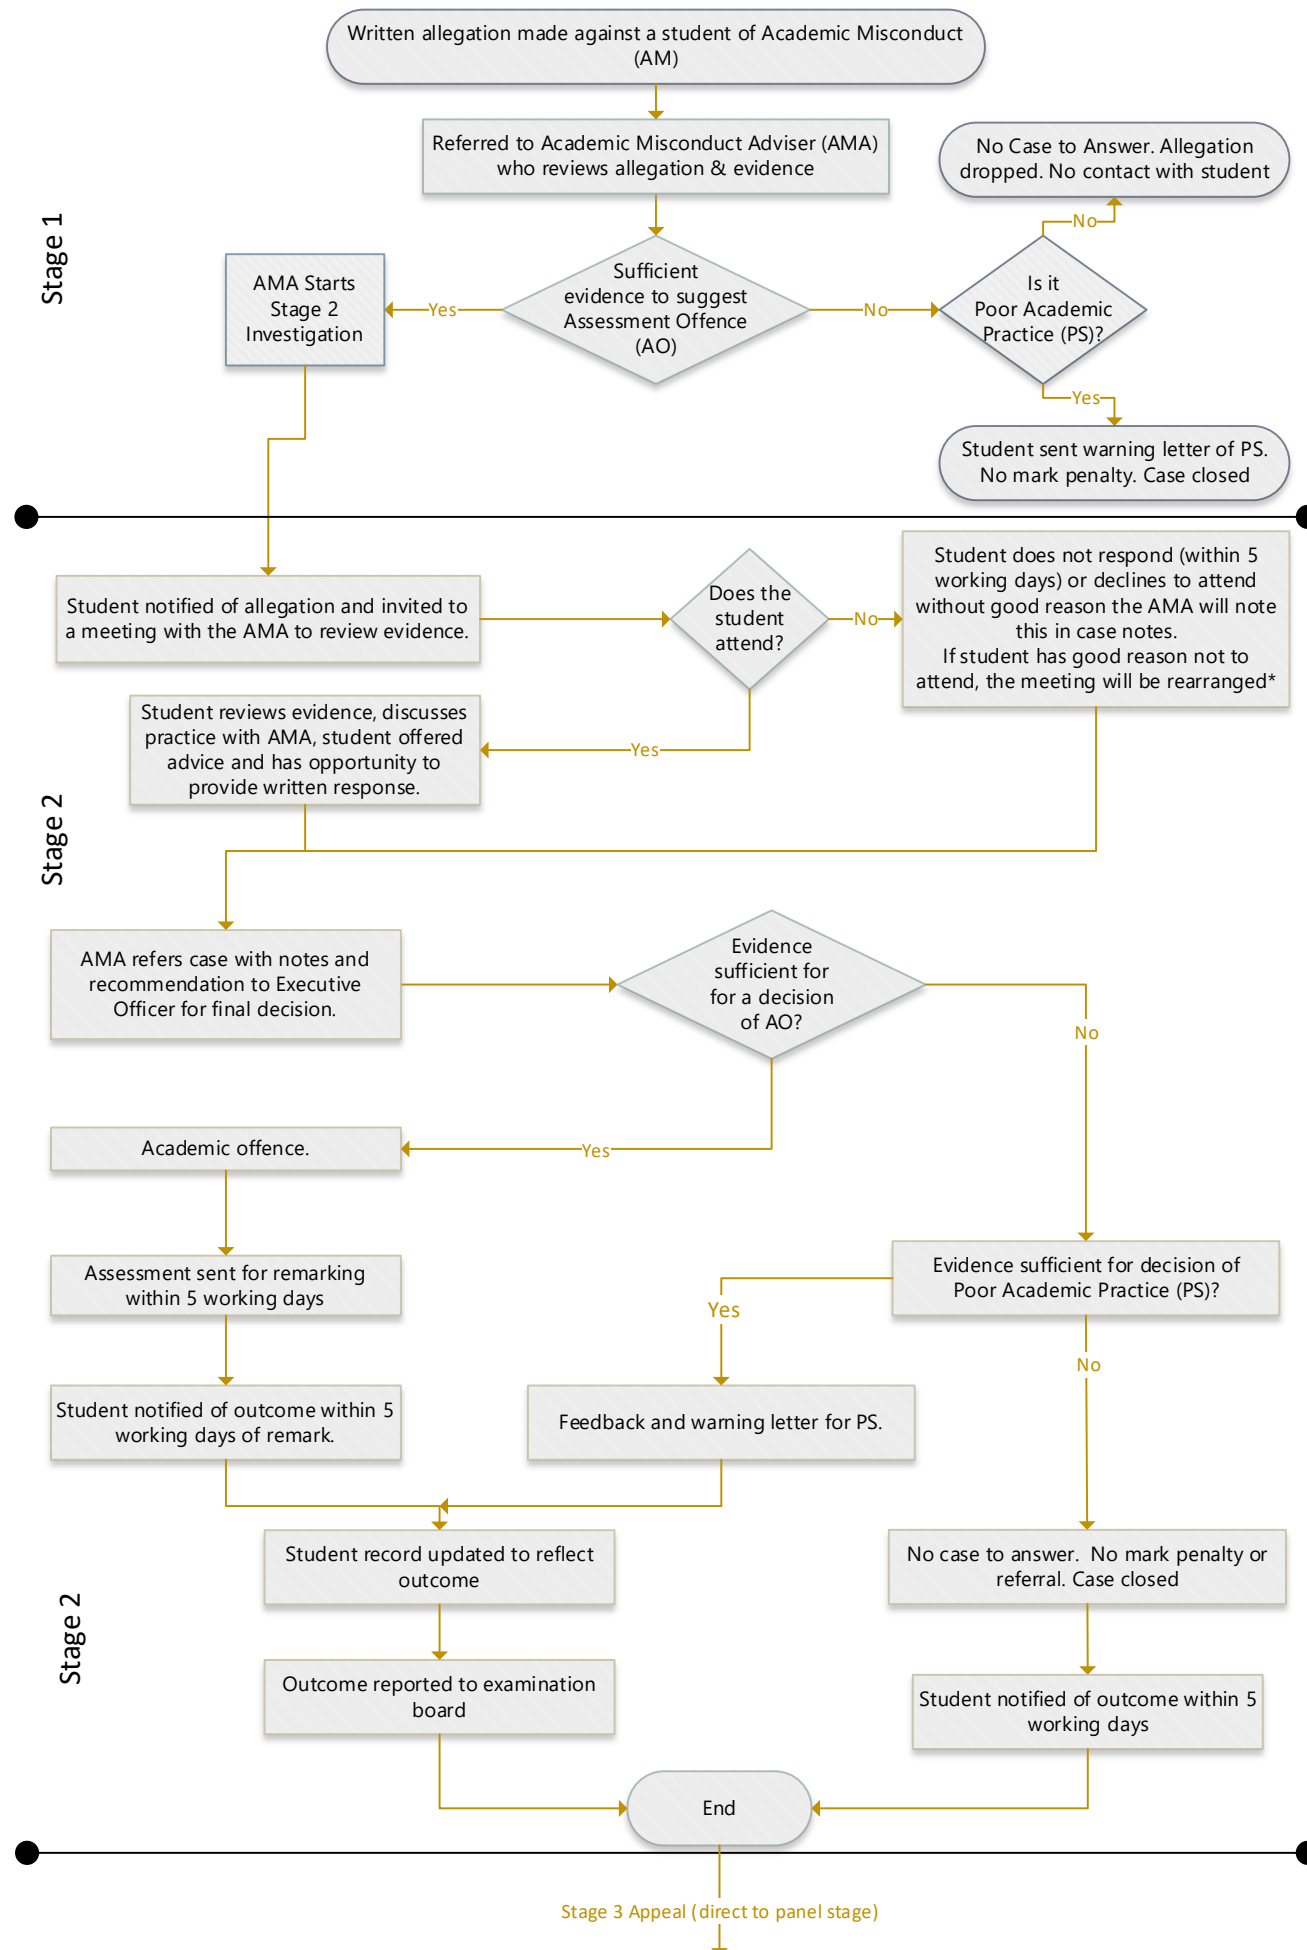 Written allegation made against a student of Academic Misconduct
(AM)
Referred to Academic Misconduct Adviser (AMA)
who reviews allegation & evidence
No Case to Answer. Allegation
dropped. No contact with student
Stage 1
No
AMA Starts
Stage 2
Investigation
Yes
Sufficient
evidence to suggest
Assessment Offence
(AO)
No
Is it
Poor Academic
Practice (PS)?
Yes
Student sent warning letter of PS.
No mark penalty. Case closed
Student notified of allegation and invited to
a meeting with the AMA to review evidence.
Does the
student
attend?
No
Student does not respond (within 5
working days) or declines to attend
without good reason the AMA will note
this in case notes.
If student has good reason not to
attend, the meeting will be rearranged*
Student reviews evidence, discusses
practice with AMA, student offered
advice and has opportunity to
provide written response.
Yes
Stage 2
AMA refers case with notes and
recommendation to Executive
Officer for final decision.
Evidence
sufficient for
for a decision
of AO?
No
Academic offence.
Yes
Assessment sent for remarking
within 5 working days
Evidence sufficient for decision of
Poor Academic Practice (PS)?
Yes
No
Student notified of outcome within 5
working days of remark.
Feedback and warning letter for PS.
Student record updated to reflect
outcome
No case to answer.  No mark penalty or
referral. Case closed
Stage 2
Outcome reported to examination
board
Student notified of outcome within 5
working days
End
Stage 3 Appeal (direct to panel stage)